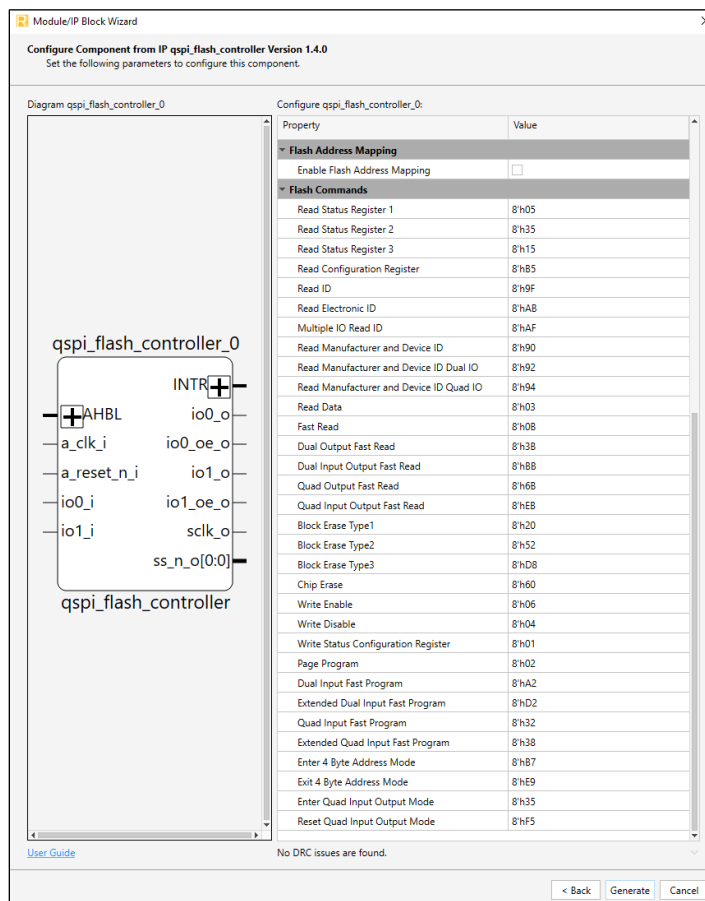 Module/IP Block Wizard
Configure Component from IP qspi_flash_controller Version 1.4.0
Set the following parameters to configure this component.
Diagram qspi_flash_controller_0
qspi_flash_controller_0
INTR
AHBL
io0_o
a_clk_i
io0_oe_o
a_reset_n_i
io1_o
io0_i
io1_oe_o
io1_i
sclk_o
ss_n_o[0:0]
qspi_flash_controller
User Guide
Configure qspi_flash_controller_0:
Property Value
Flash Address Mapping
Enable Flash Address Mapping
Flash Commands
Read Status Register 1 8'h05
Read Status Register 2 8'h35
Read Status Register 3 8'h15
Read Configuration Register 8'hB5
Read ID 8'h9F
Read Electronic ID 8'hAB
Multiple IO Read ID 8'hAF
Read Manufacturer and Device ID 8'h90
Read Manufacturer and Device ID Dual IO 8'h92
Read Manufacturer and Device ID Quad IO 8'h94
Read Data 8'h03
Fast Read 8'h0B
Dual Output Fast Read 8'h3B
Dual Input Output Fast Read 8'hBB
Quad Output Fast Read 8'h6B
Quad Input Output Fast Read 8'hEB
Block Erase Type1 8'h20
Block Erase Type2 8'h52
Block Erase Type3 8'hD8
Chip Erase 8'h60
Write Enable 8'h06
Write Disable 8'h04
Write Status Configuration Register 8'h01
Page Program 8'h02
Dual Input Fast Program 8'hA2
Extended Dual Input Fast Program 8'hD2
Quad Input Fast Program 8'h32
Extended Quad Input Fast Program 8'h38
Enter 4 Byte Address Mode 8'hB7
Exit 4 Byte Address Mode 8'hE9
Enter Quad Input Output Mode 8'h35
Reset Quad Input Output Mode 8'hF5
No DRC issues are found.
< Back Generate Cancel